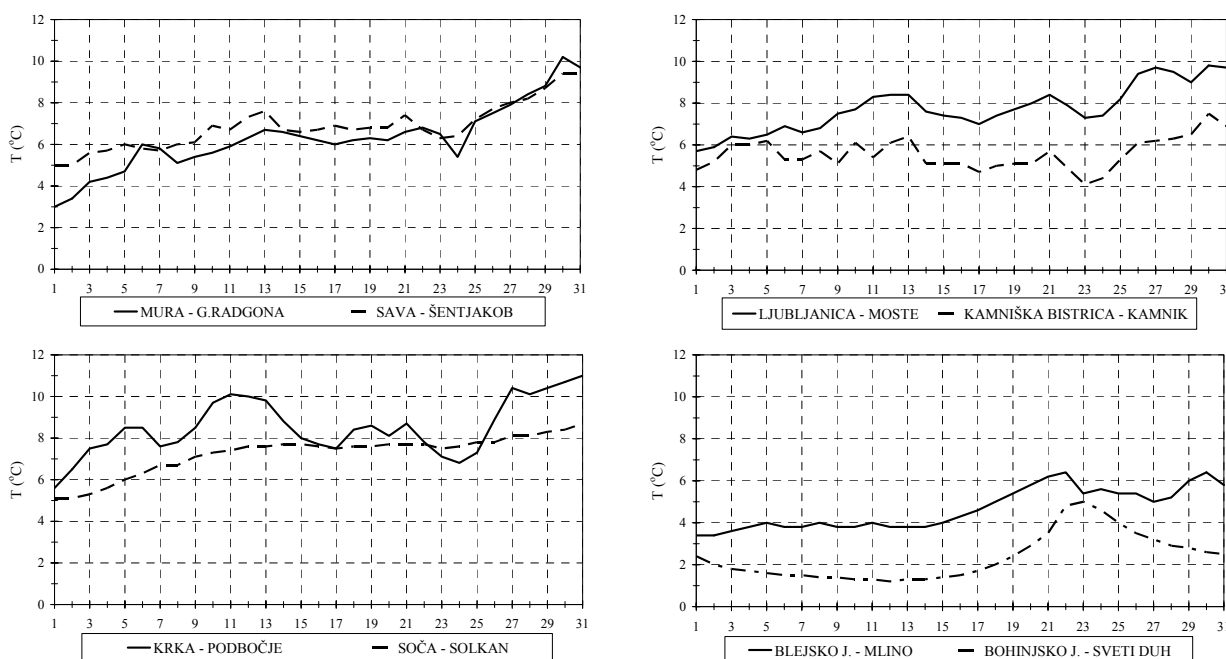 12
10
8
6
4
2
0
T (°C)
1 3 5 7 9 11 13 15 17 19 21 23 25 27 29 31
MURA - G.RADGONA SAVA - ŠENTJAKOB
12
10
8
6
4
2
0
T (°C)
1 3 5 7 9 11 13 15 17 19 21 23 25 27 29 31
LJUBLJANICA - MOSTE KAMNIŠKA BISTRICA - KAMNIK
12
10
8
6
4
2
0
T (°C)
1 3 5 7 9 11 13 15 17 19 21 23 25 27 29 31
KRKA - PODBOČJE SOČA - SOLKAN
12
10
8
6
4
2
0
T (°C)
1 3 5 7 9 11 13 15 17 19 21 23 25 27 29 31
BLEJSKO J. - MLINO BOHINJSKO J. - SVETI DUH